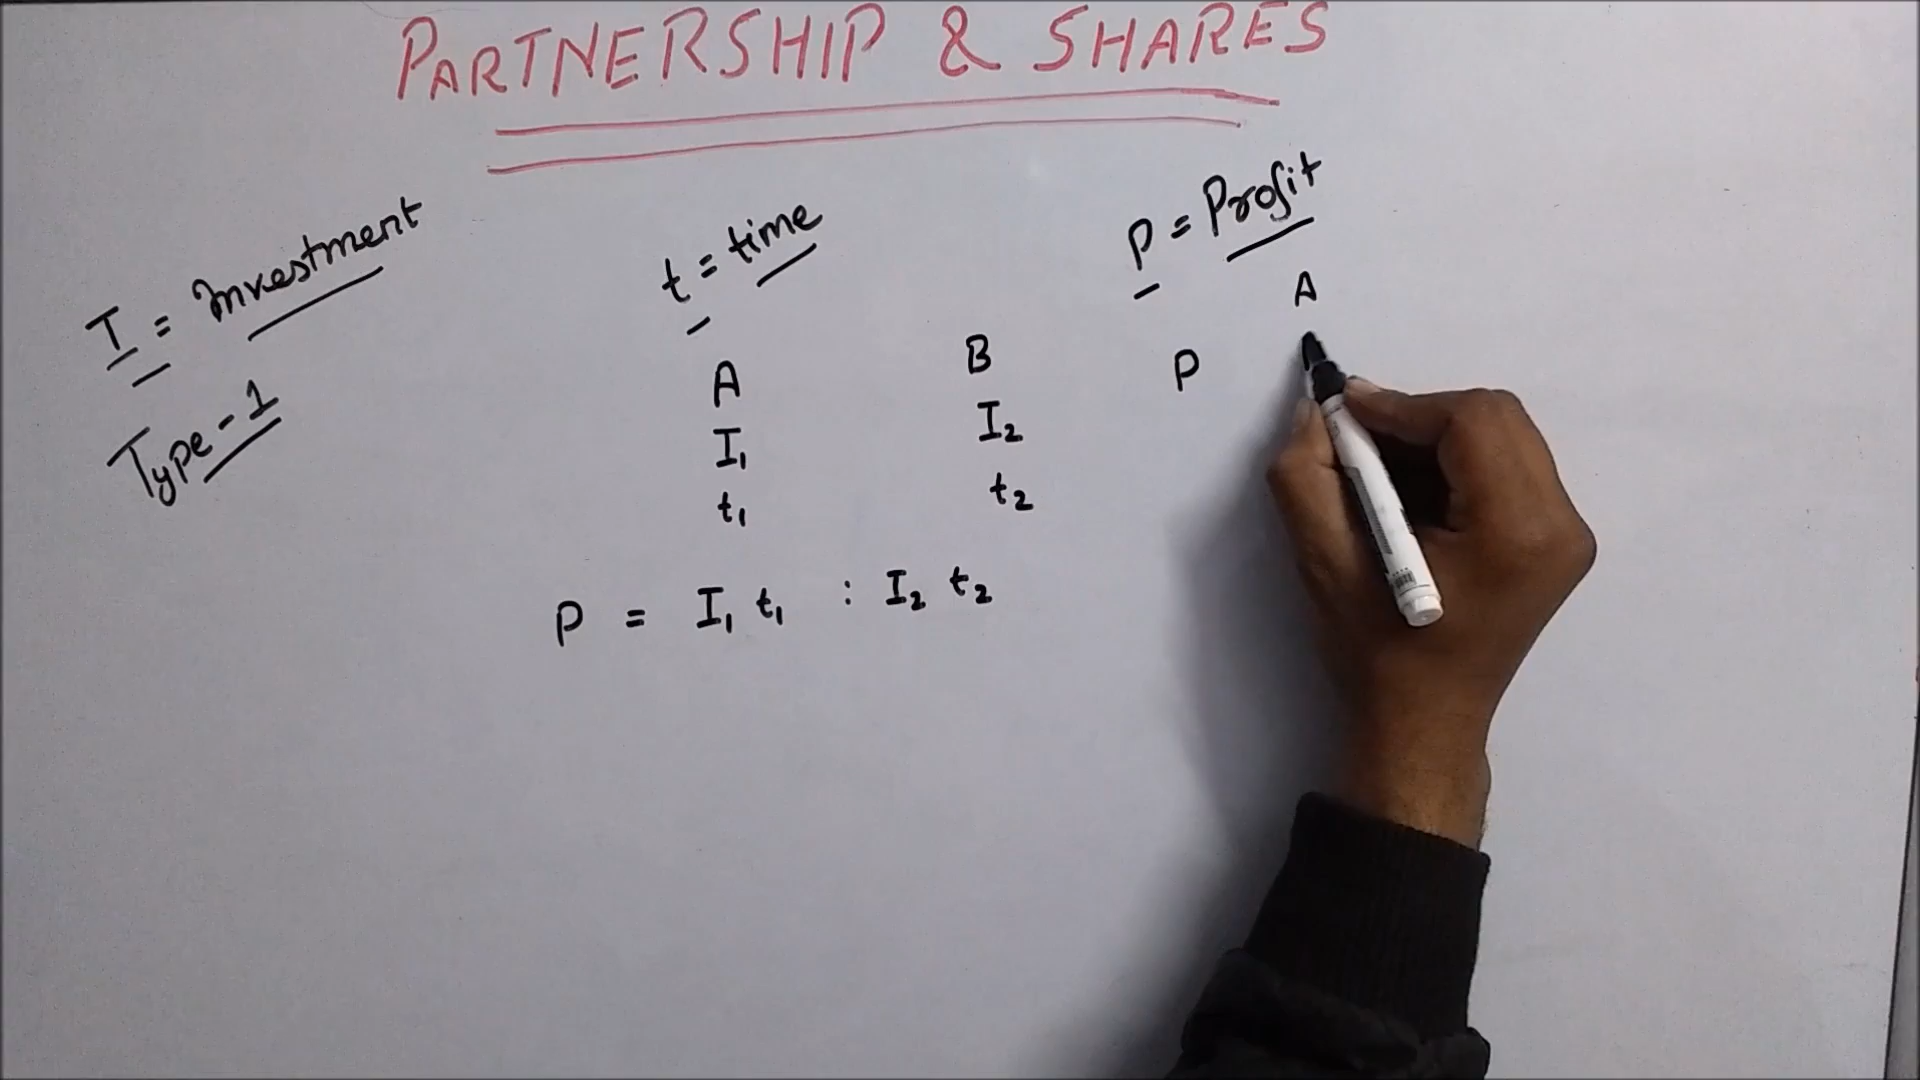 PARTNERSHIP & SHARES
I = Investment
t = time
P = Profit
Type-1
A B
I₁ I₂
t₁ t₂
P = I₁ t₁ : I₂ t₂
A
P